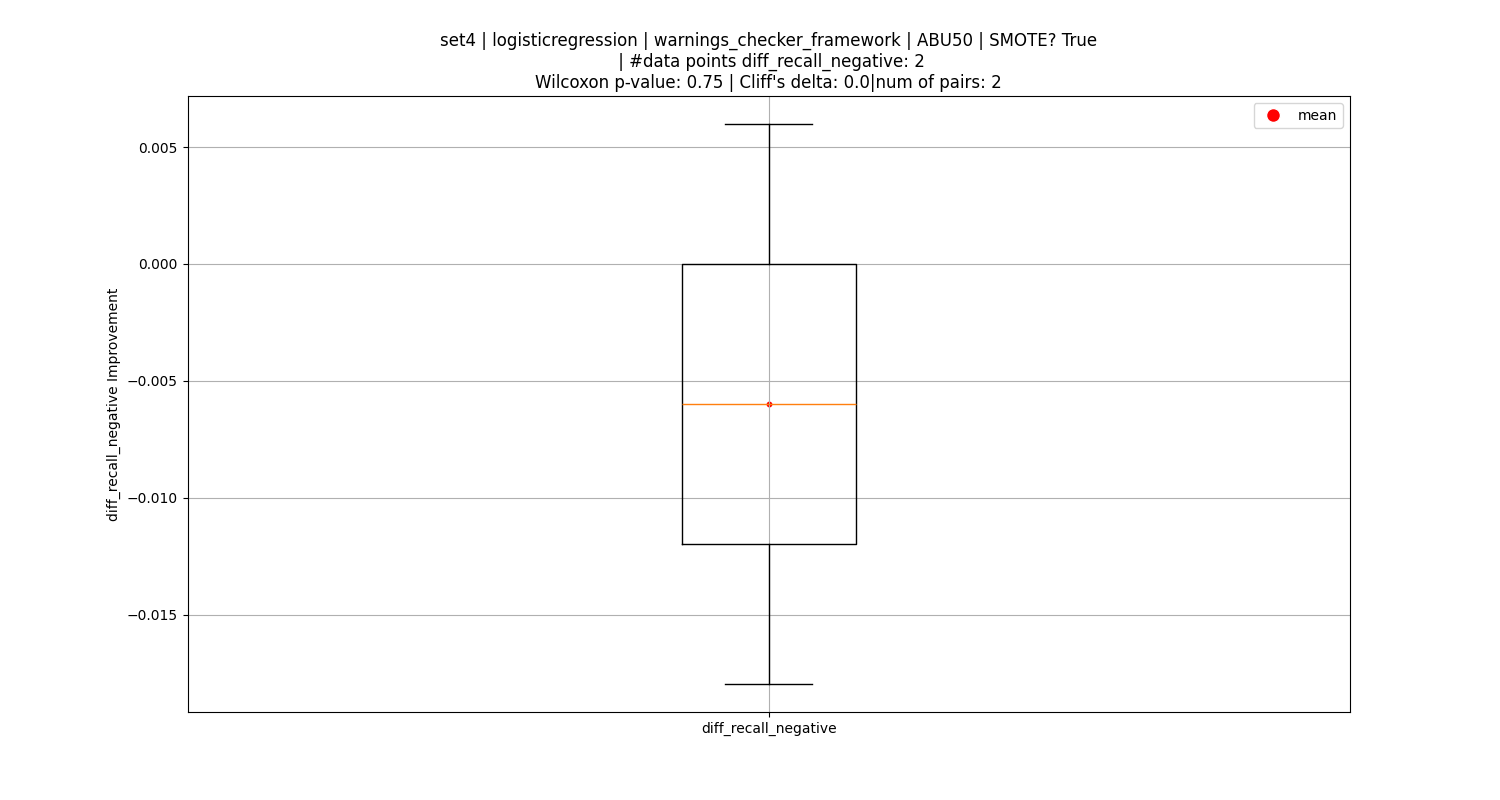 set4 | logisticregression | warnings_checker_framework | ABU50 | SMOTE? True
| #data points diff_recall_negative: 2
Wilcoxon p-value: 0.75 | Cliff's delta: 0.0|num of pairs: 2
mean
0.005
0.000
−0.005
−0.010
−0.015
diff_recall_negative Improvement
diff_recall_negative